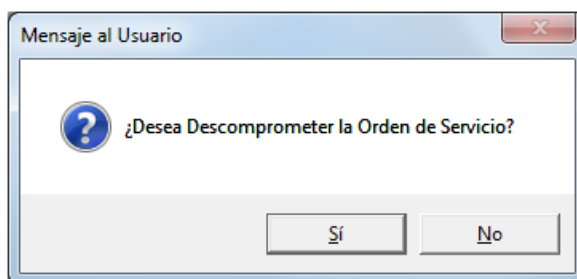 Mensaje al Usuario
¿Desea Descomprometer la Orden de Servicio?
Sí
No